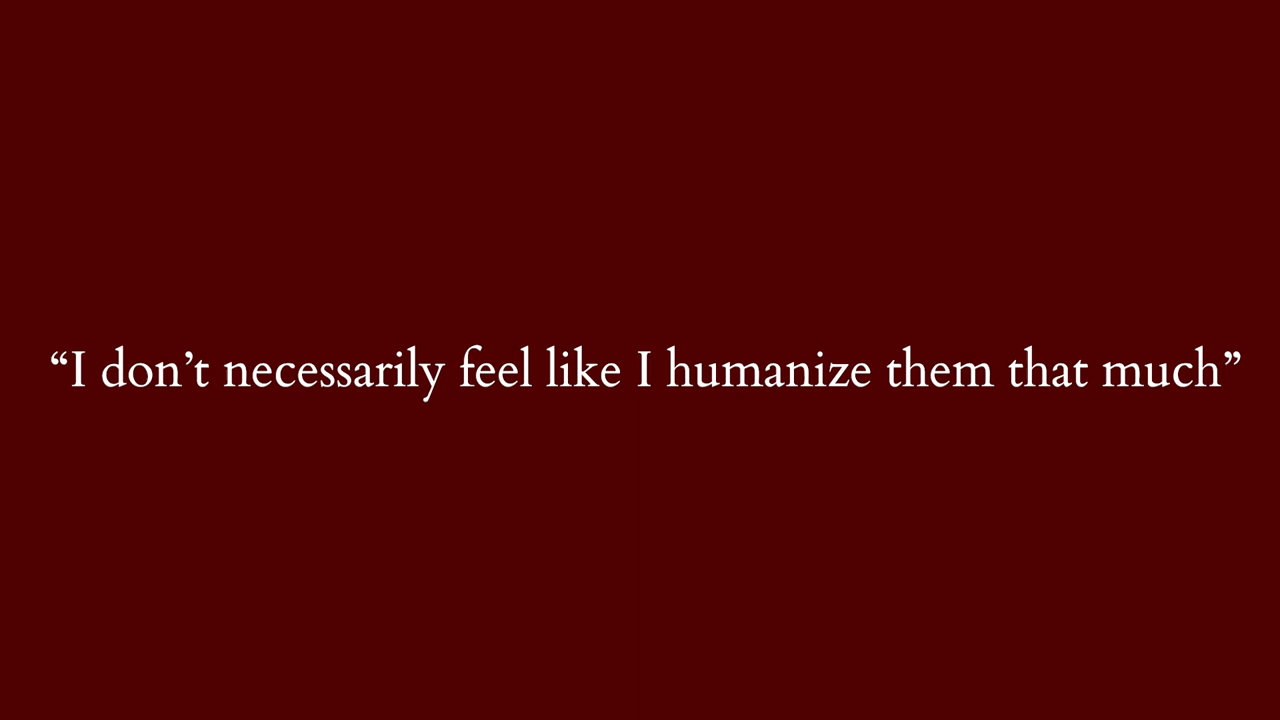 “I don’t necessarily feel like I humanize them that much”